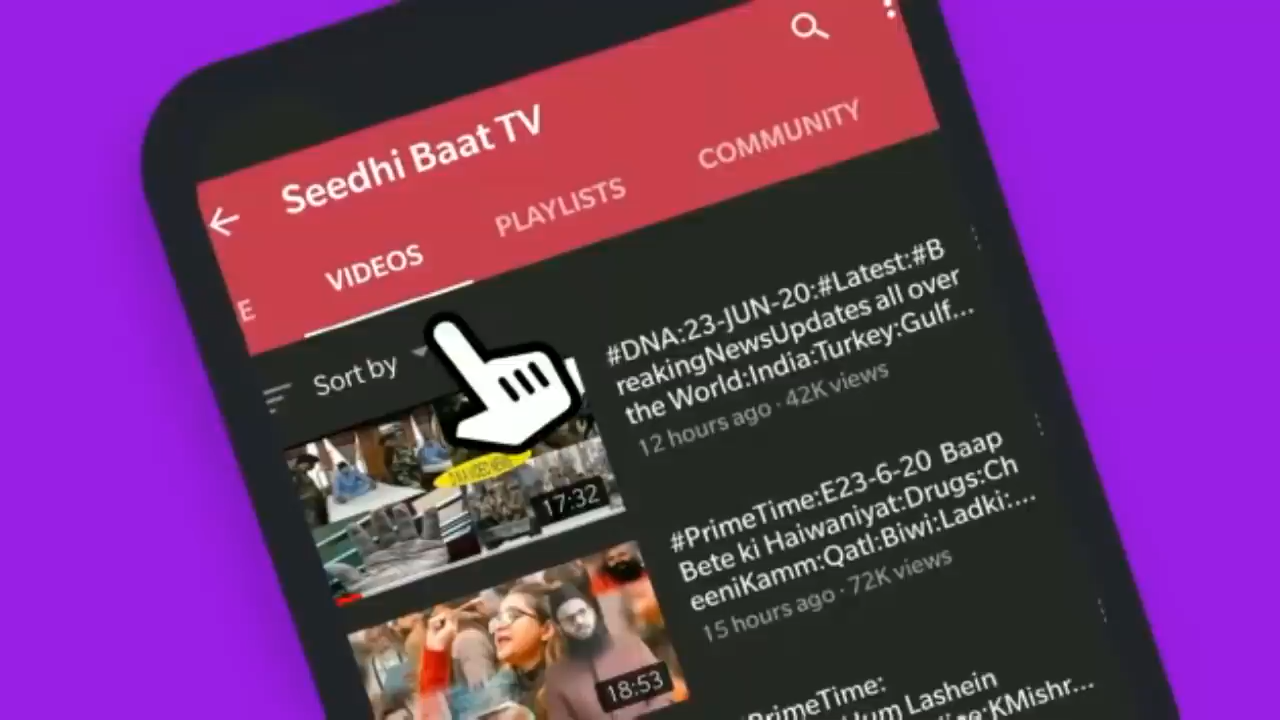 Seedhi Baat TV
E
VIDEOS
PLAYLISTS
COMMUNITY
Sort by
#DNA:23-JUN-20:#Latest:#B
reakingNewsUpdates all over
the World:India:Turkey:Gulf...
12 hours ago · 42K views
17:32
#PrimeTime:E23-6-20 Baap
Bete ki Haiwaniyat:Drugs:Ch
eeniKamm:Qatl:Biwi:Ladki:...
15 hours ago · 72K views
18:53
PrimeTime:
Hum Lashein
KMishr...